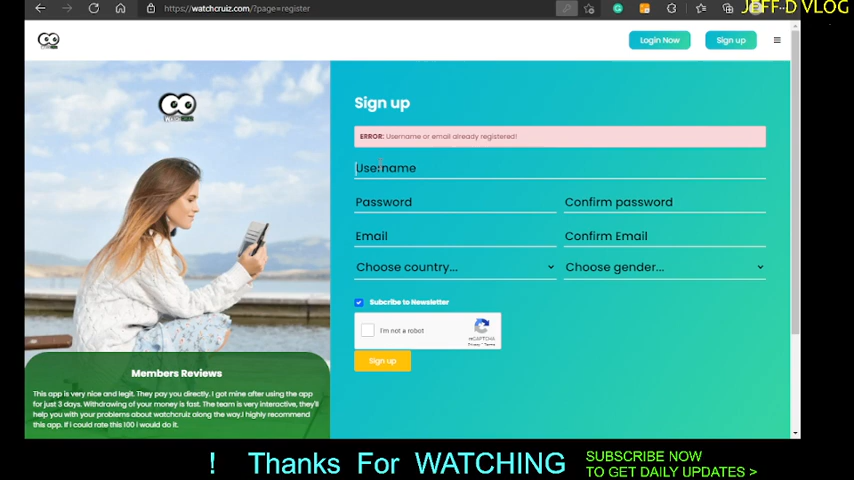 JEFF-D VLOG
https://watchcruiz.com/?page=register
Login Now
Sign up
Sign up
ERROR: Username or email already registered!
Username
Password
Confirm password
Email
Confirm Email
Choose country...
Choose gender...
Subcribe to Newsletter
I'm not a robot
reCAPTCHA
Privacy - Terms
Sign up
Members Reviews
This app is very nice and legit. They pay you directly. I got mine after using the app
for just 3 days. Withdrawing of your money is fast. The team is very interactive, they'll
help you with your problems about watchcruiz along the way.I highly recommend
this app. If i could rate this 100 i would do it.
! Thanks For WATCHING
SUBSCRIBE NOW
TO GET DAILY UPDATES >